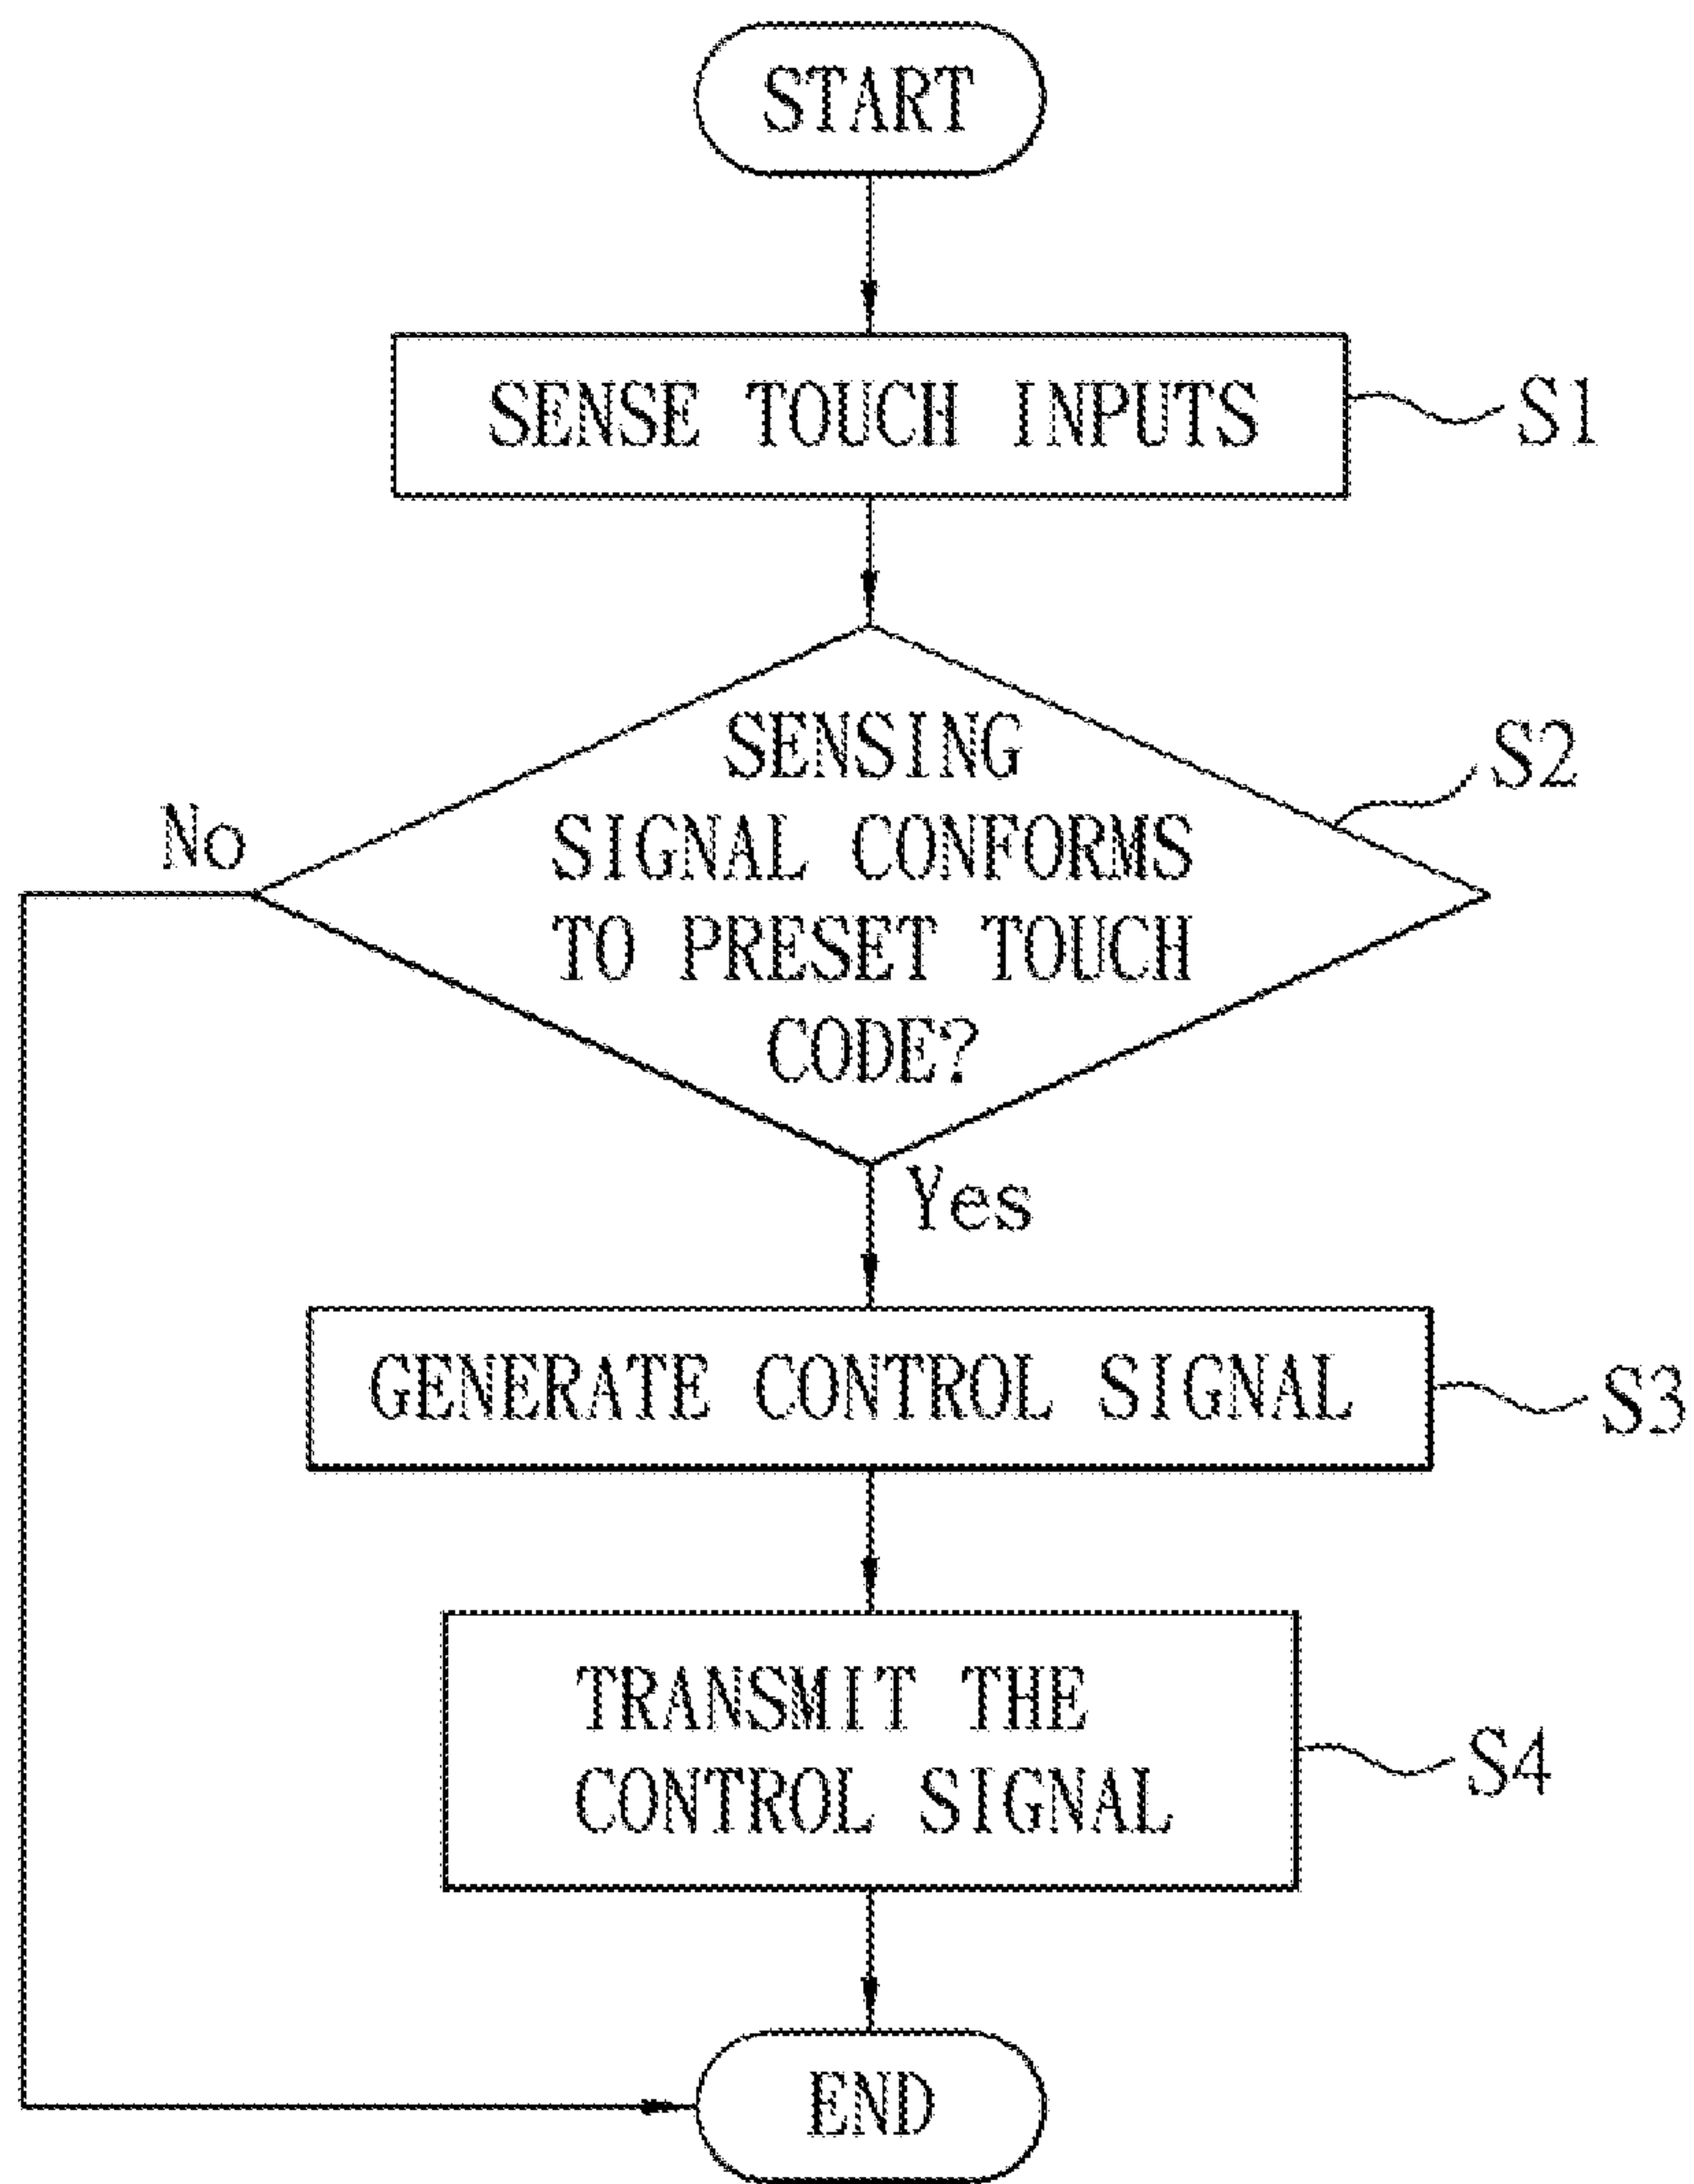 START
SENSE TOUCH INPUTS
S1
SENSING
SIGNAL CONFORMS
TO PRESET TOUCH
CODE?
S2
No
Yes
GENERATE CONTROL SIGNAL
S3
TRANSMIT THE
CONTROL SIGNAL
S4
END